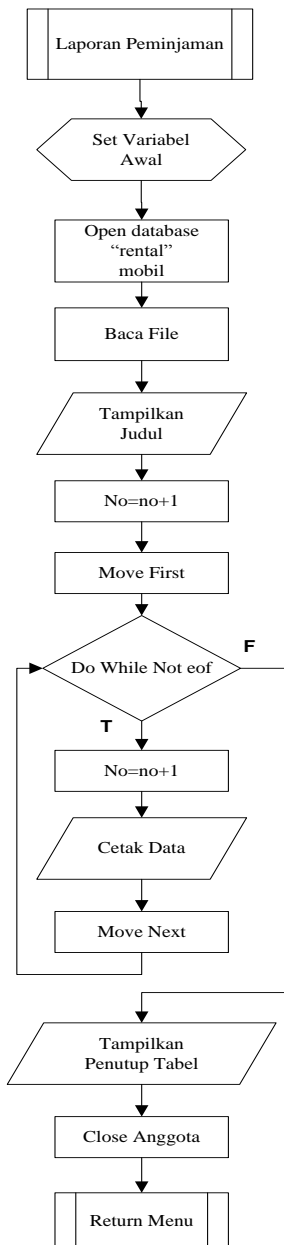 Laporan Peminjaman
Set Variabel
Awal
Open database
“rental”
mobil
Baca File
Tampilkan
Judul
No=no+1
Move First
Do While Not eof
F
T
No=no+1
Cetak Data
Move Next
Tampilkan
Penutup Tabel
Close Anggota
Return Menu